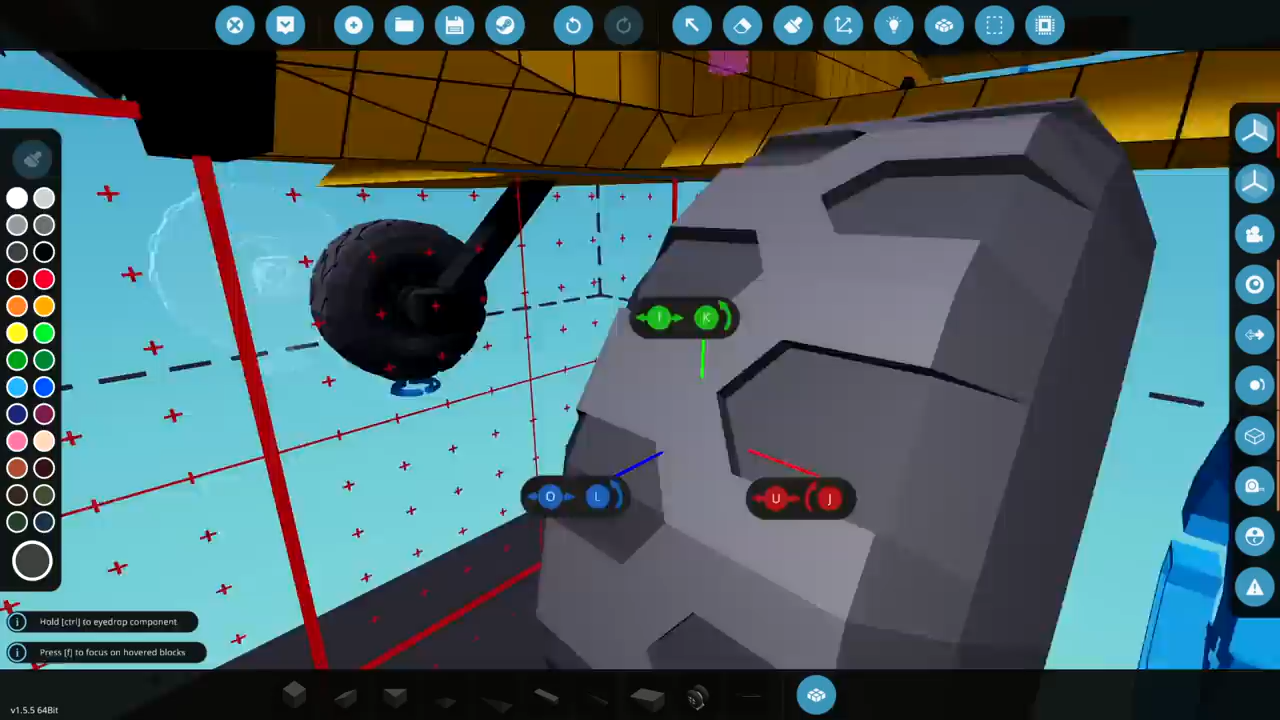 I K
O L
U J
Hold [ctrl] to eyedrop component
Press [f] to focus on hovered blocks
v1.5.5 64Bit